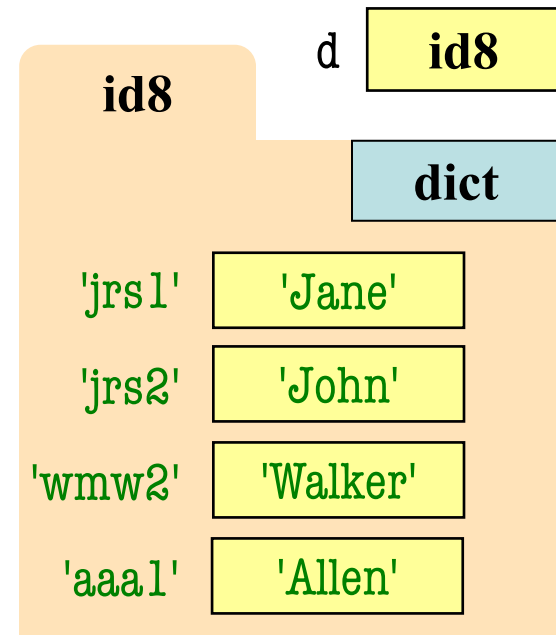 d id8
id8
dict
'jrs1' 'Jane'
'jrs2' 'John'
'wmw2' 'Walker'
'aaa1' 'Allen'